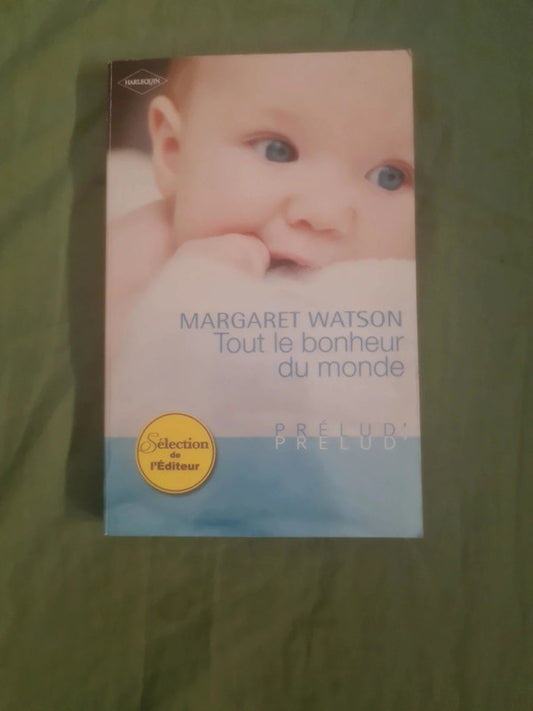 HARLEQUIN
MARGARET WATSON
Tout le bonheur
du monde
PRÉLUD'
PRÉLUD'
Sélection
de
l'Éditeur